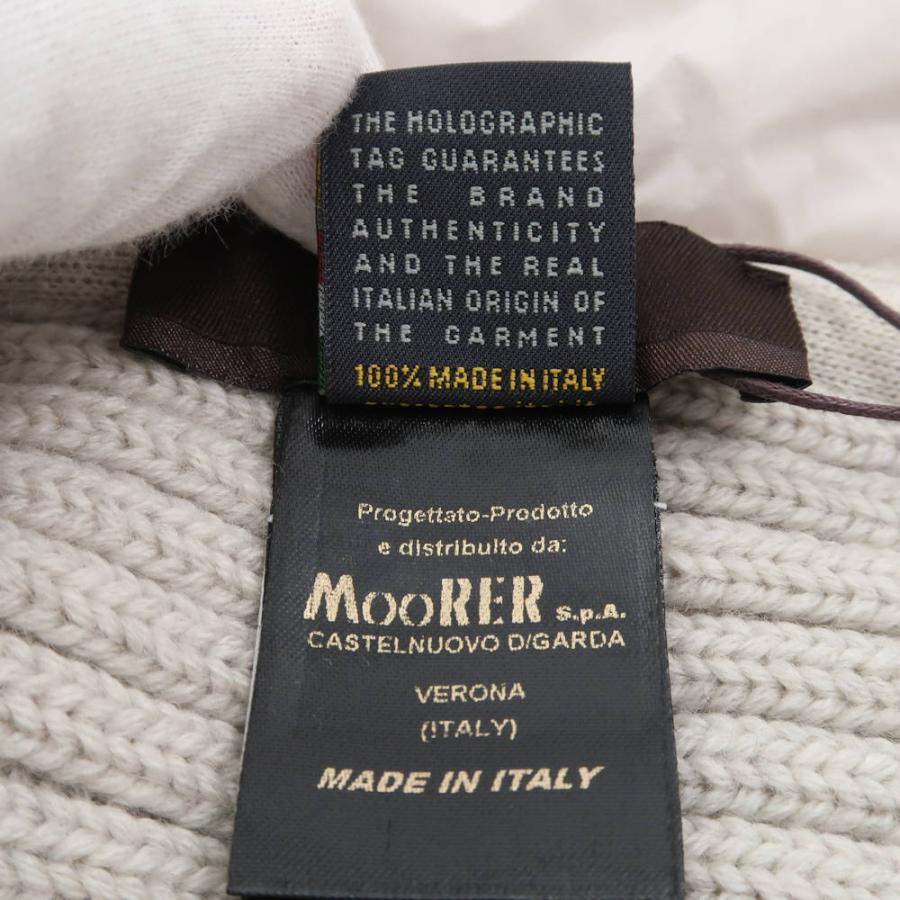 THE HOLOGRAPHIC
TAG GUARANTEES
THE BRAND
AUTHENTICITY
AND THE REAL
ITALIAN ORIGIN OF
THE GARMENT
100% MADE IN ITALY
Progettato-Prodotto
e distribuito da:
MOORER S.p.A.
CASTELNUOVO D/GARDA
VERONA
(ITALY)
MADE IN ITALY